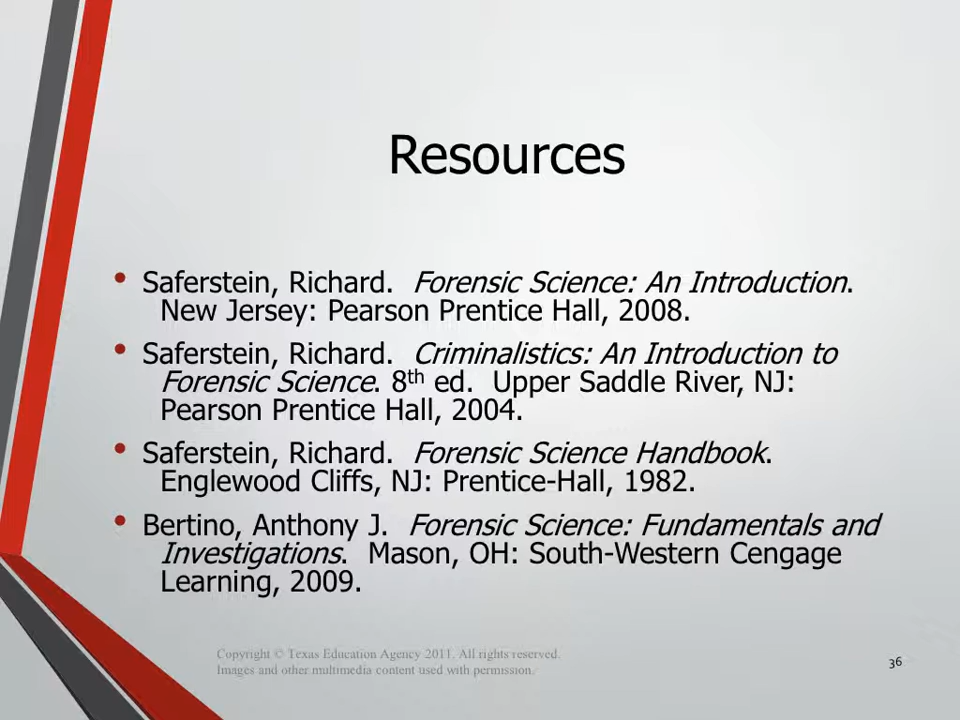 Resources
• Saferstein, Richard.  Forensic Science: An Introduction.
New Jersey: Pearson Prentice Hall, 2008.
• Saferstein, Richard.  Criminalistics: An Introduction to
Forensic Science. 8th ed.  Upper Saddle River, NJ:
Pearson Prentice Hall, 2004.
• Saferstein, Richard.  Forensic Science Handbook.
Englewood Cliffs, NJ: Prentice-Hall, 1982.
• Bertino, Anthony J.  Forensic Science: Fundamentals and
Investigations.  Mason, OH: South-Western Cengage
Learning, 2009.
Copyright © Texas Education Agency 2011. All rights reserved.
Images and other multimedia content used with permission.
36